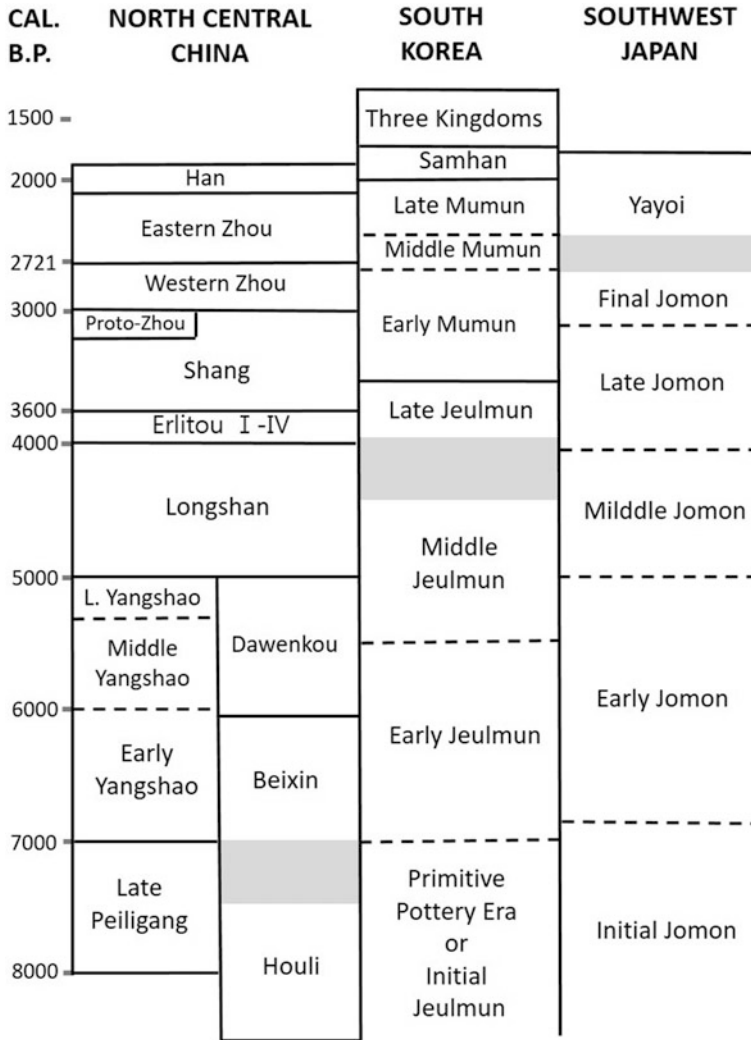 CAL.
B.P.
NORTH CENTRAL
CHINA
SOUTH
KOREA
SOUTHWEST
JAPAN
1500
2000
2721
3000
3600
4000
5000
6000
7000
8000
Han
Eastern Zhou
Western Zhou
Proto-Zhou
Shang
Erlitou I-IV
Longshan
L. Yangshao
Middle
Yangshao
Early
Yangshao
Late
Peiligang
Dawenkou
Beixin
Houli
Three Kingdoms
Samhan
Late Mumun
Middle Mumun
Early Mumun
Late Jeulmun
Middle
Jeulmun
Early Jeulmun
Primitive
Pottery Era
or
Initial
Jeulmun
Yayoi
Final Jomon
Late Jomon
Milddle Jomon
Early Jomon
Initial Jomon